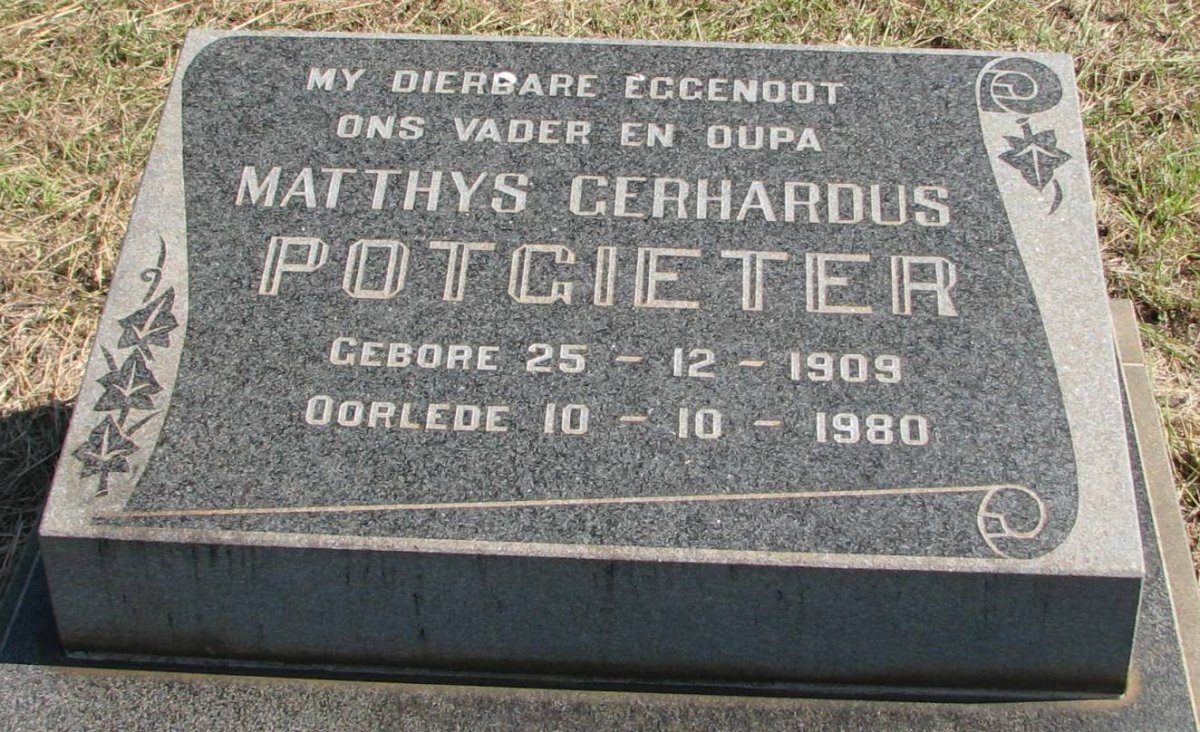 MY DIERBARE EGGENOOT
ONS VADER EN OUPA
MATTHYS GERHARDUS
POTGIETER
GEBORE 25 - 12 - 1909
OORLEDE 10 - 10 - 1980